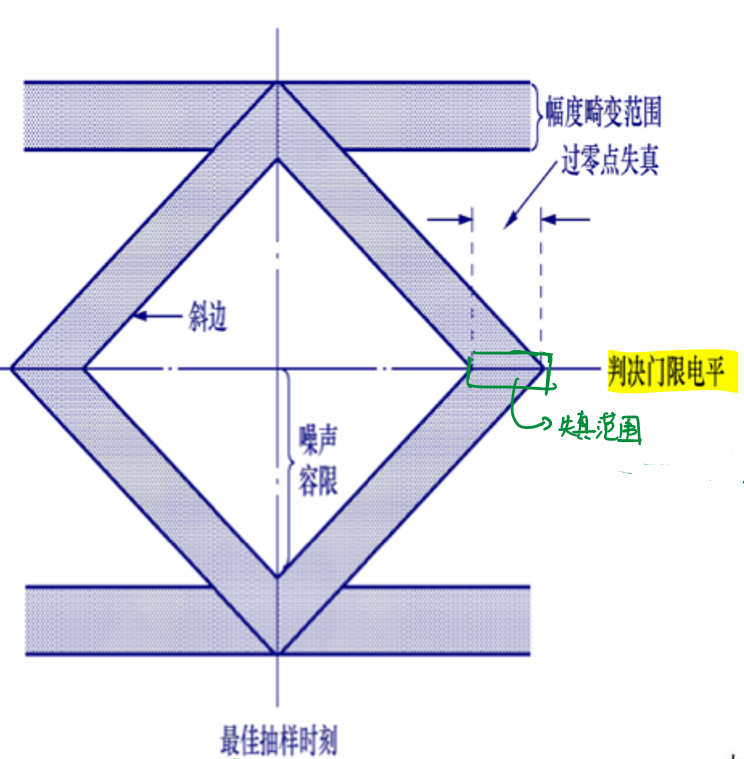 幅度畸变范围
过零点失真
斜边
判决门限电平
失真范围
噪声
容限
最佳抽样时刻